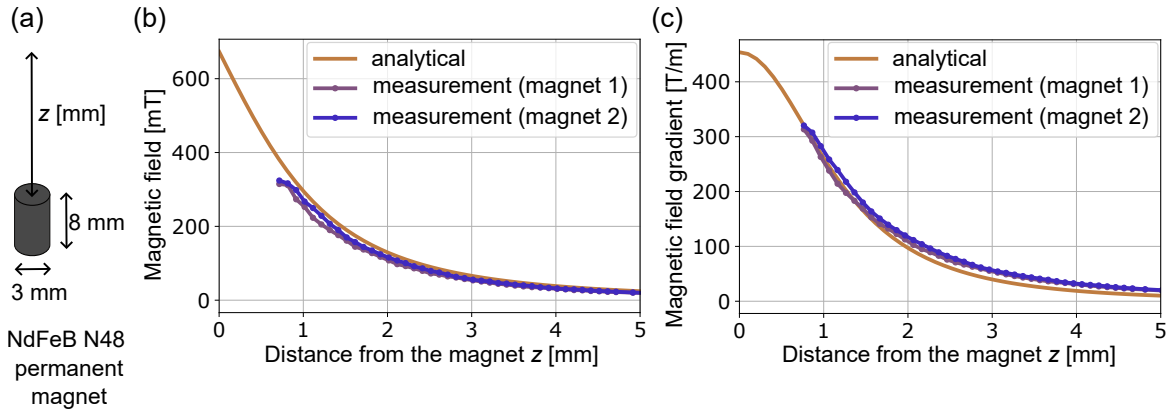 (a)
z [mm]
8 mm
3 mm
NdFeB N48
permanent
magnet
(b)
Magnetic field [mT]
600
400
200
0
analytical
measurement (magnet 1)
measurement (magnet 2)
0 1 2 3 4 5
Distance from the magnet z [mm]
(c)
Magnetic field gradient [T/m]
400
300
200
100
0
analytical
measurement (magnet 1)
measurement (magnet 2)
0 1 2 3 4 5
Distance from the magnet z [mm]